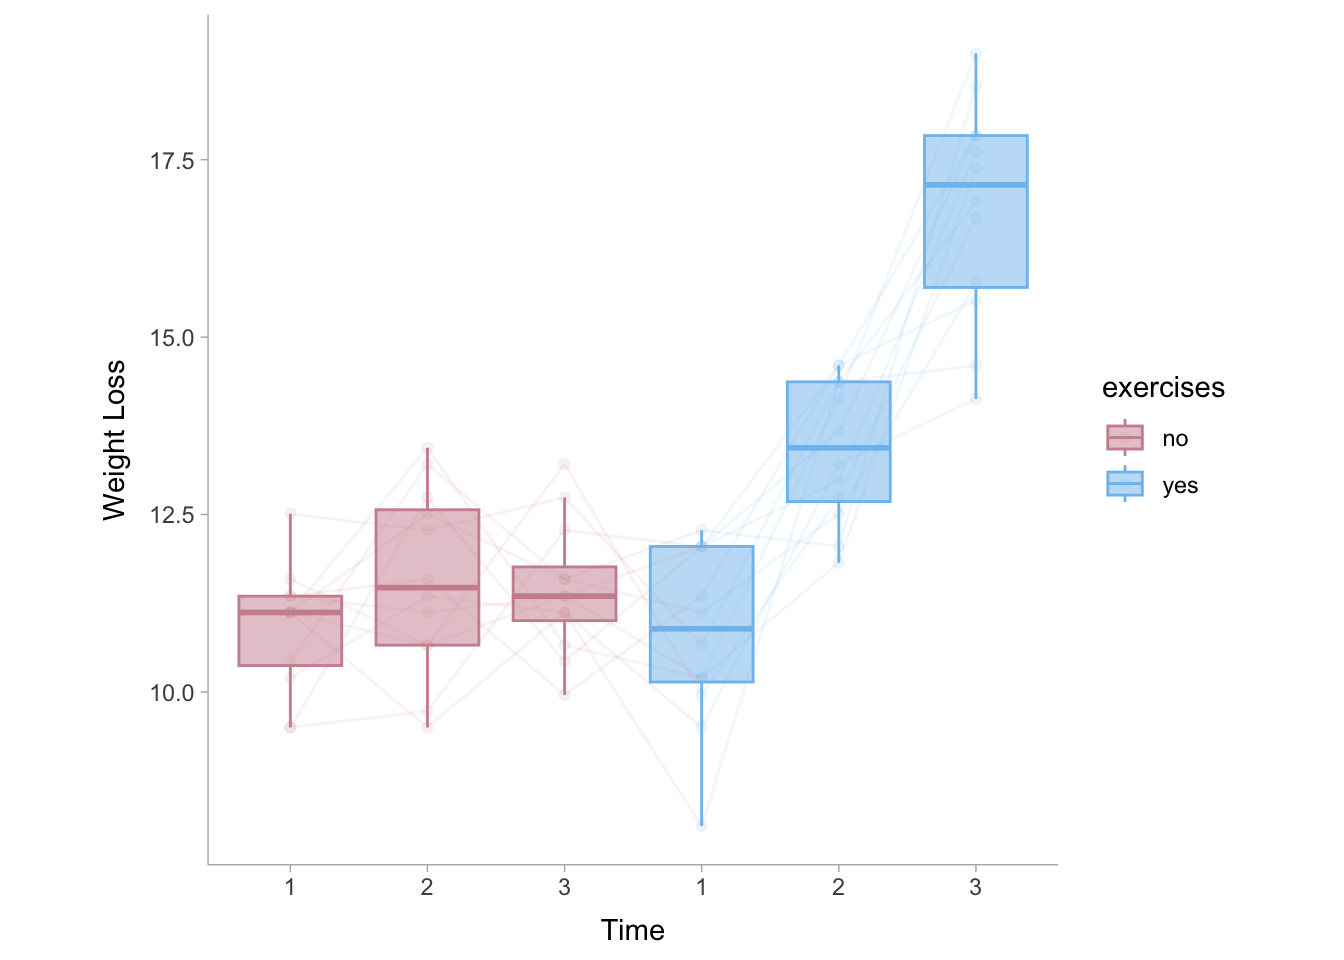 17.5
15.0
12.5
10.0
Weight Loss
1 2 3 1 2 3
Time
exercises
no
yes